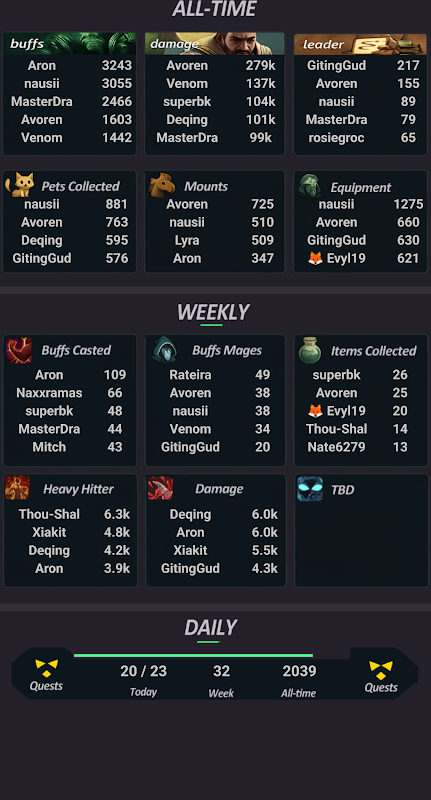 ALL-TIME
buffs
Aron 3243
nausii 3055
MasterDra 2466
Avoren 1603
Venom 1442
damage
Avoren 279k
Venom 137k
superbk 104k
Deqing 101k
MasterDra 99k
leader
GitingGud 217
Avoren 155
nausii 89
MasterDra 79
rosiegroc 65
Pets Collected
nausii 881
Avoren 763
Deqing 595
GitingGud 576
Mounts
Avoren 725
nausii 510
Lyra 509
Aron 347
Equipment
nausii 1275
Avoren 660
GitingGud 630
🦊 Evyl19 621
WEEKLY
Buffs Casted
Aron 109
Naxxramas 66
superbk 48
MasterDra 44
Mitch 43
Buffs Mages
Rateira 49
Avoren 38
nausii 38
Venom 34
GitingGud 20
Items Collected
superbk 26
Avoren 25
🦊 Evyl19 20
Thou-Shal 14
Nate6279 13
Heavy Hitter
Thou-Shal 6.3k
Xiakit 4.8k
Deqing 4.2k
Aron 3.9k
Damage
Deqing 6.0k
Aron 6.0k
Xiakit 5.5k
GitingGud 4.3k
TBD
DAILY
Quests
20 / 23
Today
32
Week
2039
All-time
Quests